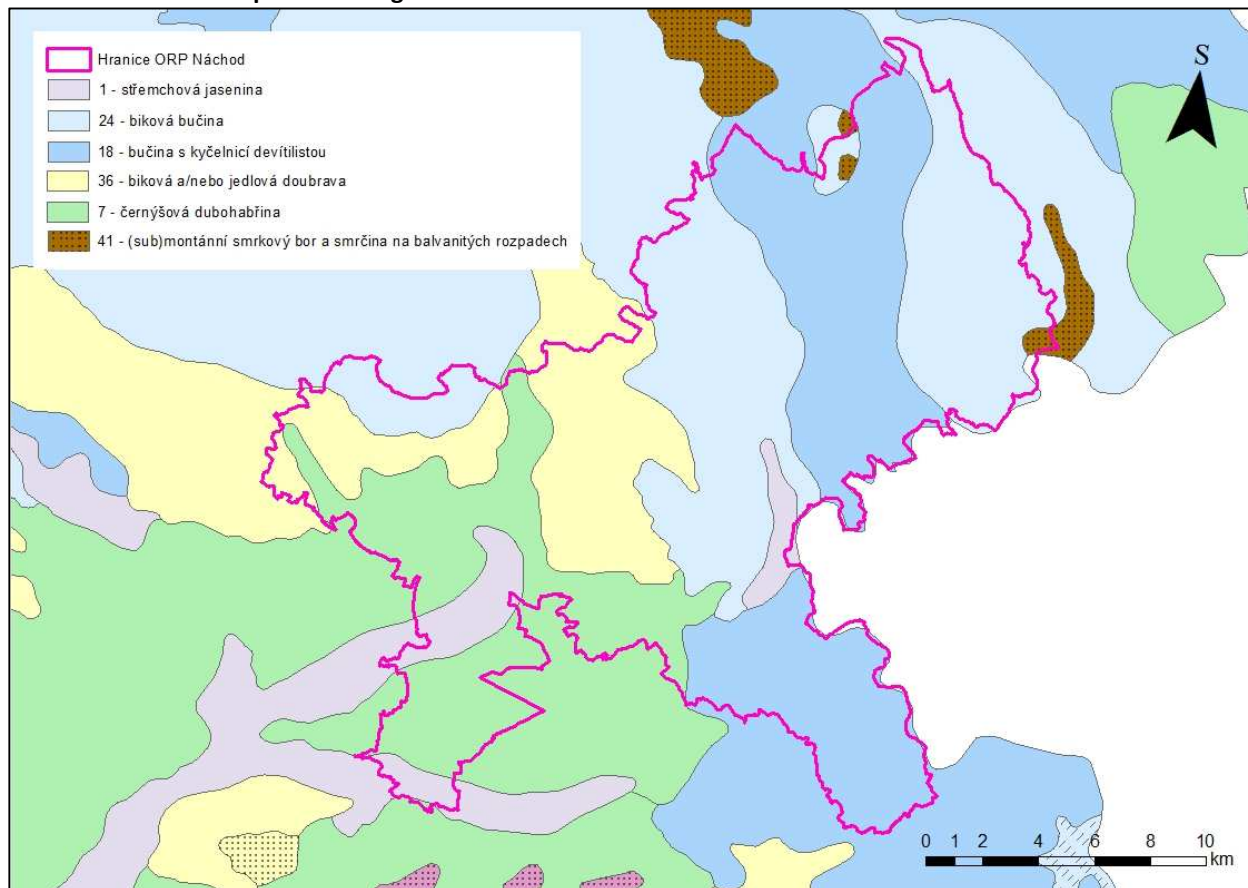 Hranice ORP Náchod
1 - střemchová jasenina
24 - biková bučina
18 - bučina s kyčelnicí devítilistou
36 - biková a/nebo jedlová doubrava
7 - černýšová dubohabřina
41 - (sub)montánní smrkový bor a smrčina na balvanitých rozpadech
S
0 1 2 4 6 8 10
km